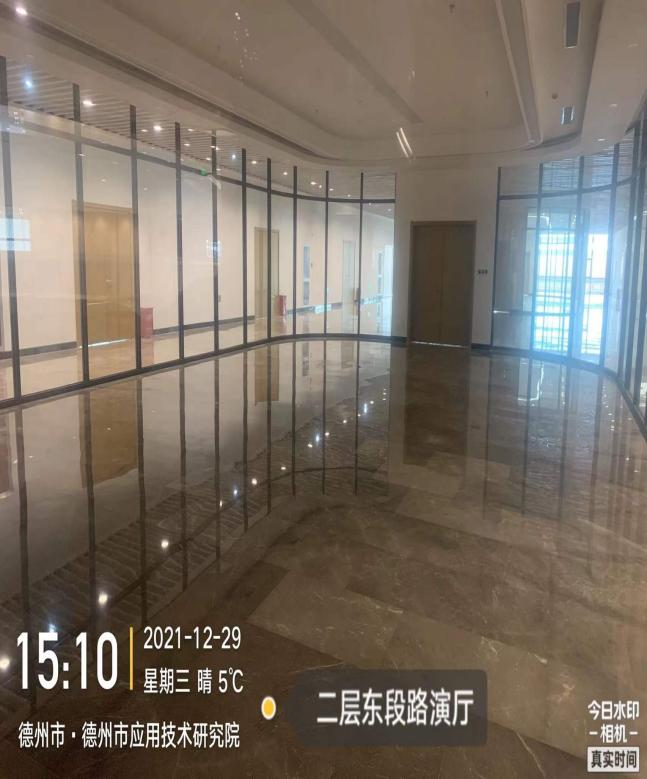 15:10
2021-12-29
星期三 晴 5℃
德州市·德州市应用技术研究院
二层东段路演厅
今日水印
-相机-
真实时间